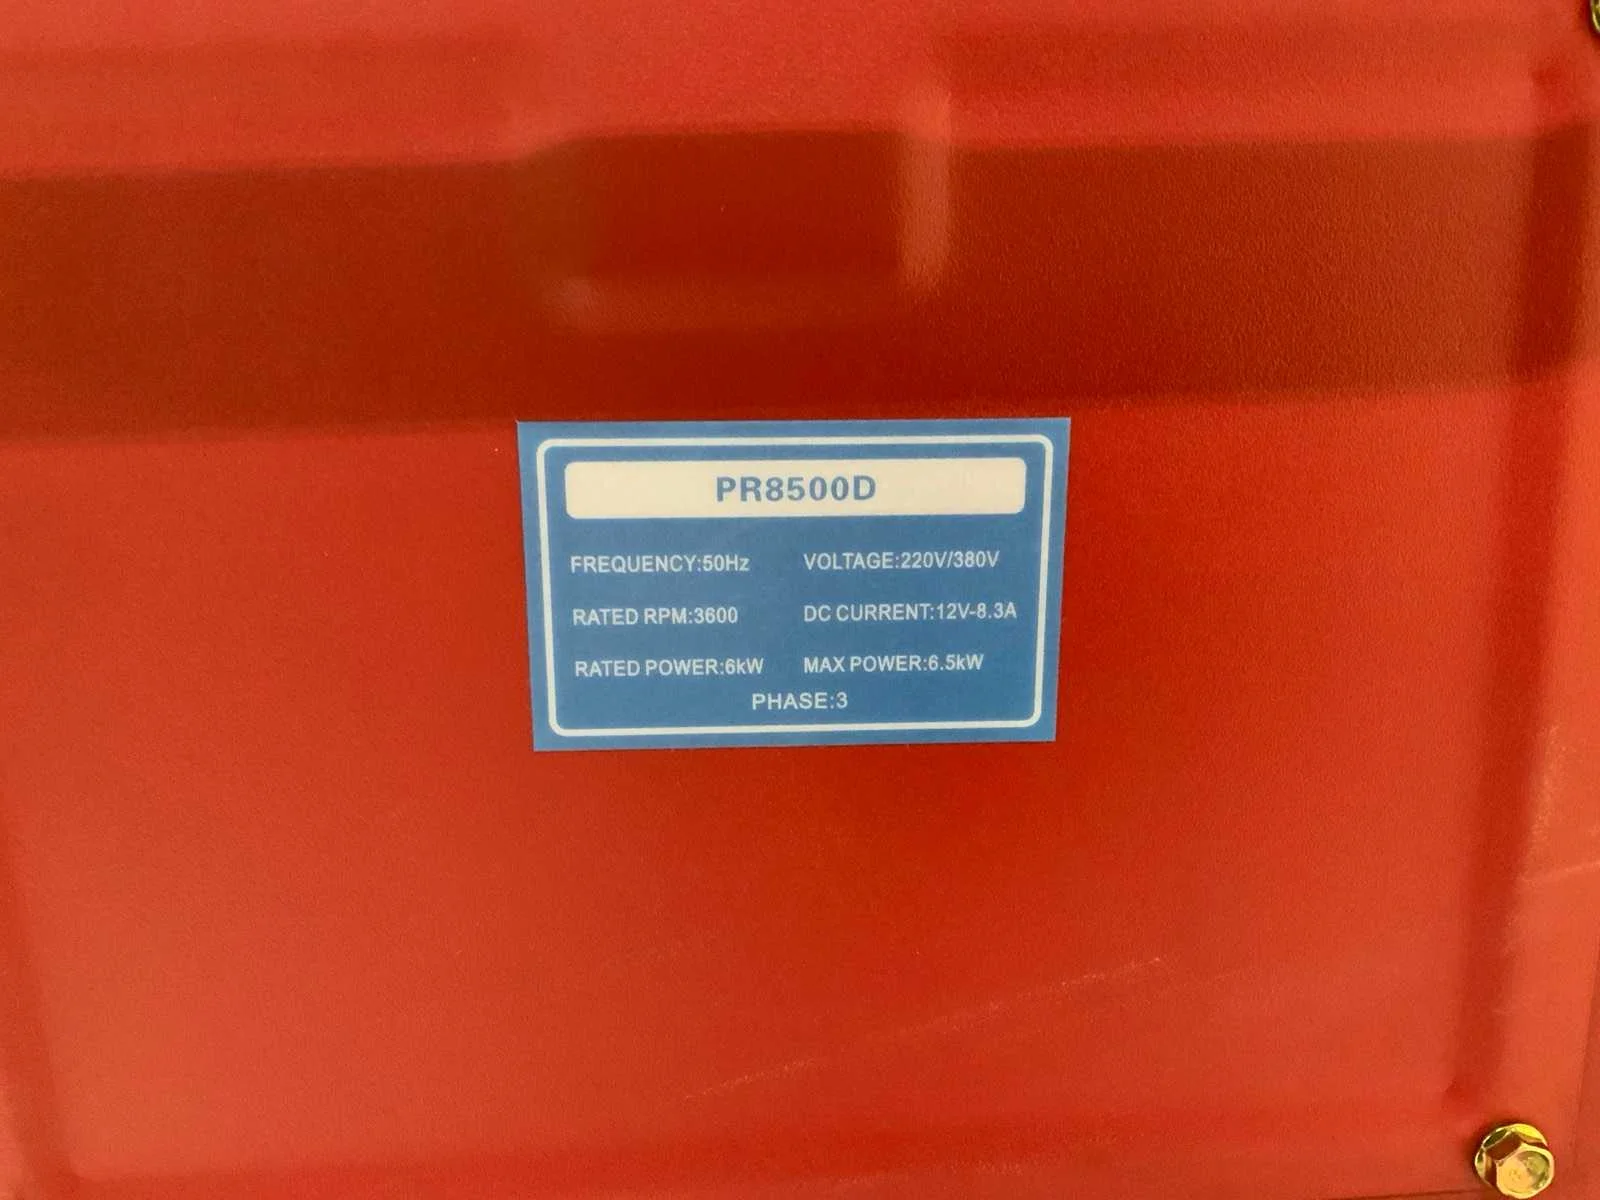 PR8500D
FREQUENCY:50Hz VOLTAGE:220V/380V
RATED RPM:3600 DC CURRENT:12V-8.3A
RATED POWER:6kW MAX POWER:6.5kW
PHASE:3